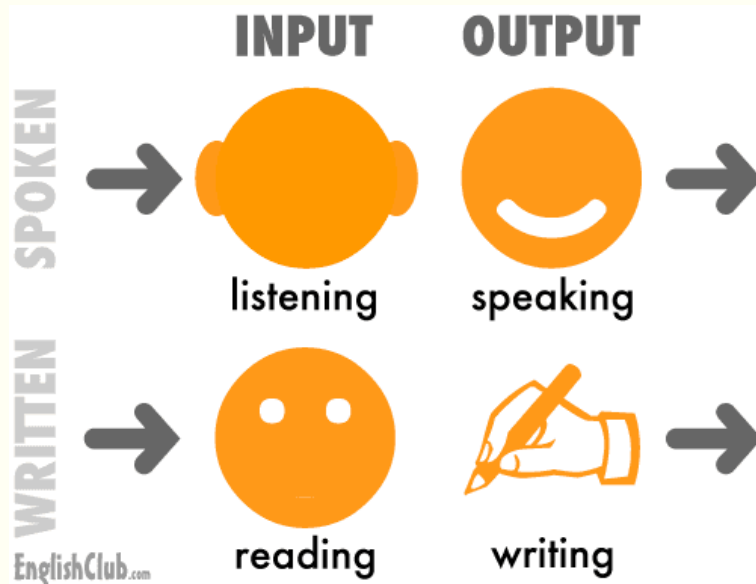 INPUT OUTPUT
SPOKEN
listening speaking
WRITTEN
reading writing
EnglishClub.com